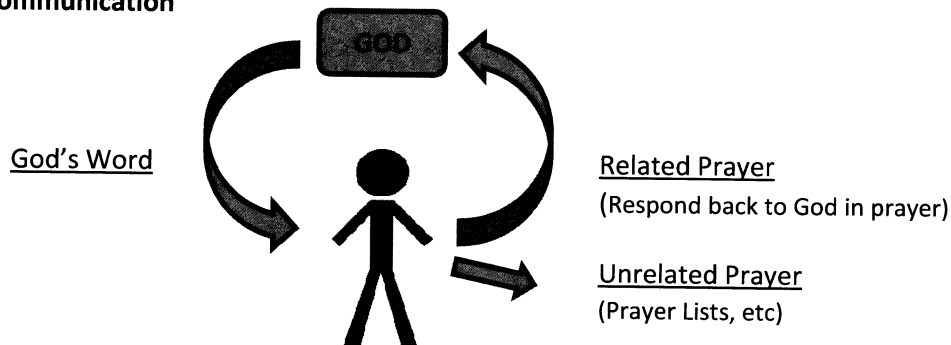 ommunication
GOD
God's Word
Related Prayer
(Respond back to God in prayer)
Unrelated Prayer
(Prayer Lists, etc)